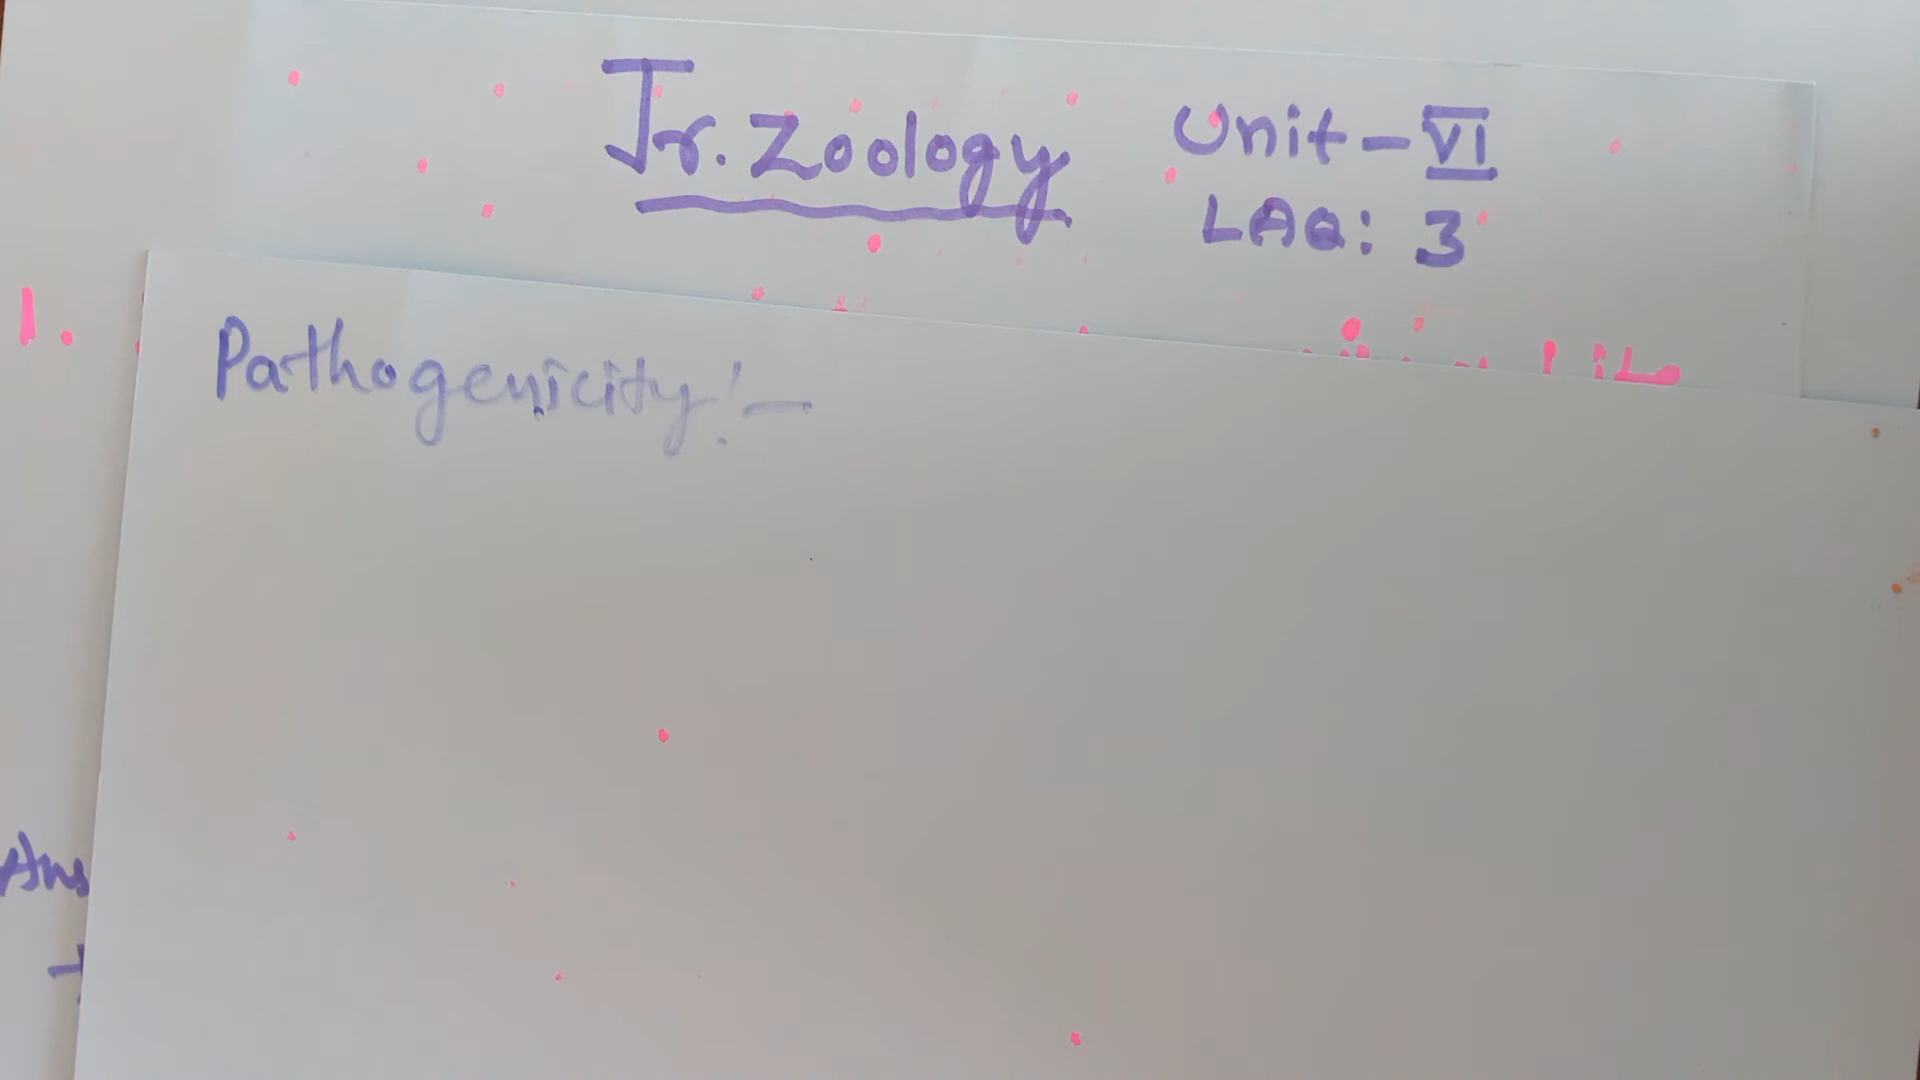 Jr. Zoology
Unit - VI
LAQ: 3
1.
Pathogenicity:-
Ans